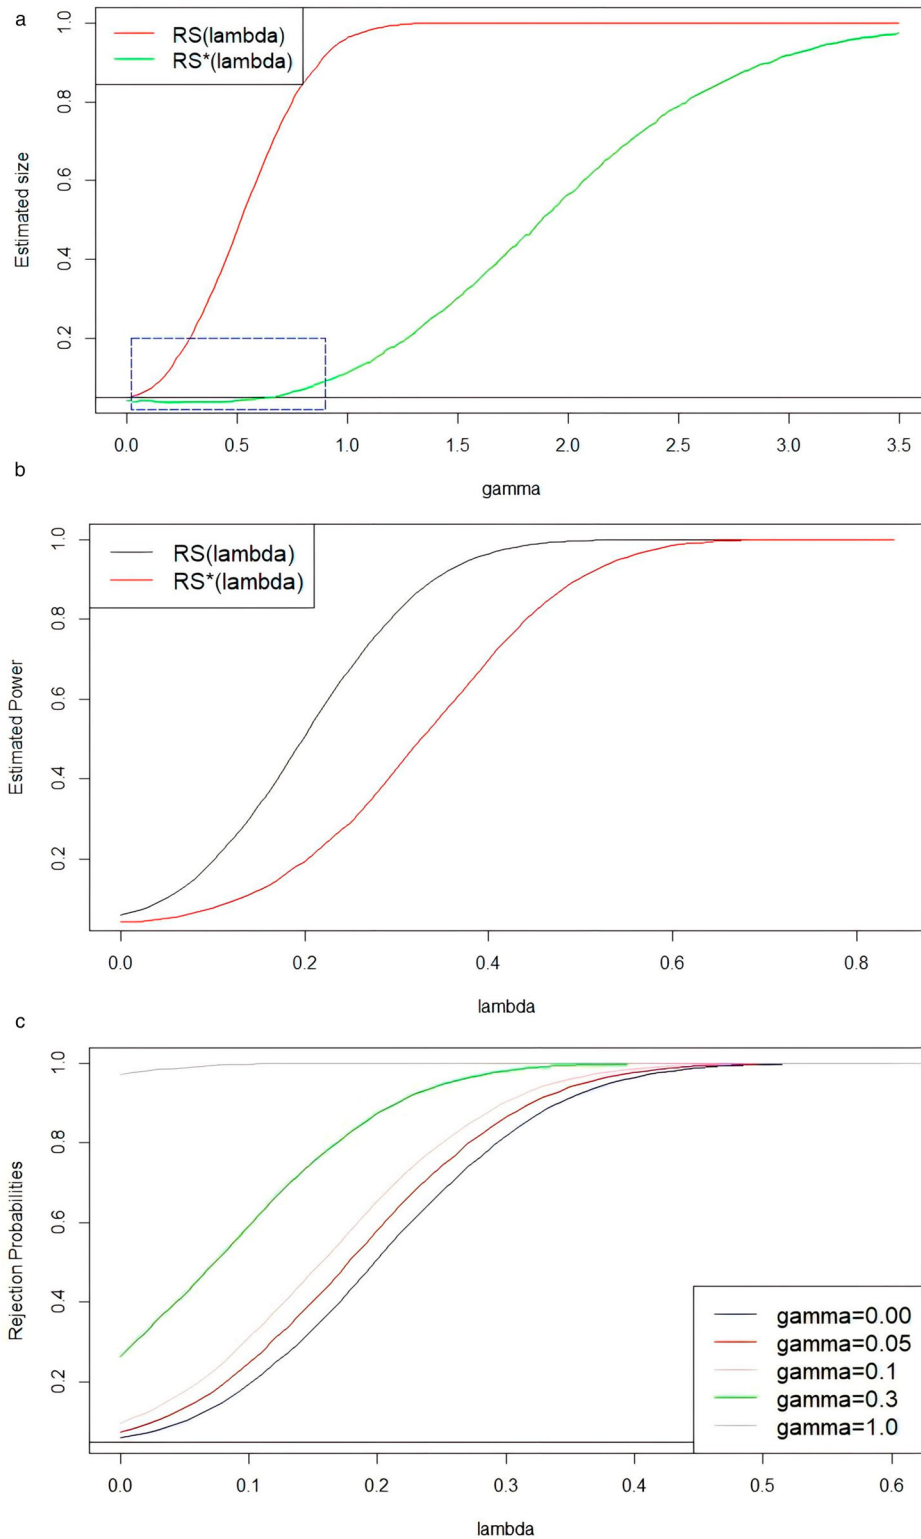 a
RS(lambda)
RS*(lambda)
Estimated size
1.0
0.8
0.6
0.4
0.2
0.0 0.5 1.0 1.5 2.0 2.5 3.0 3.5
gamma
b
RS(lambda)
RS*(lambda)
Estimated Power
1.0
0.8
0.6
0.4
0.2
0.0 0.2 0.4 0.6 0.8
lambda
c
Rejection Probabilities
1.0
0.8
0.6
0.4
0.2
gamma=0.00
gamma=0.05
gamma=0.1
gamma=0.3
gamma=1.0
0.0 0.1 0.2 0.3 0.4 0.5 0.6
lambda